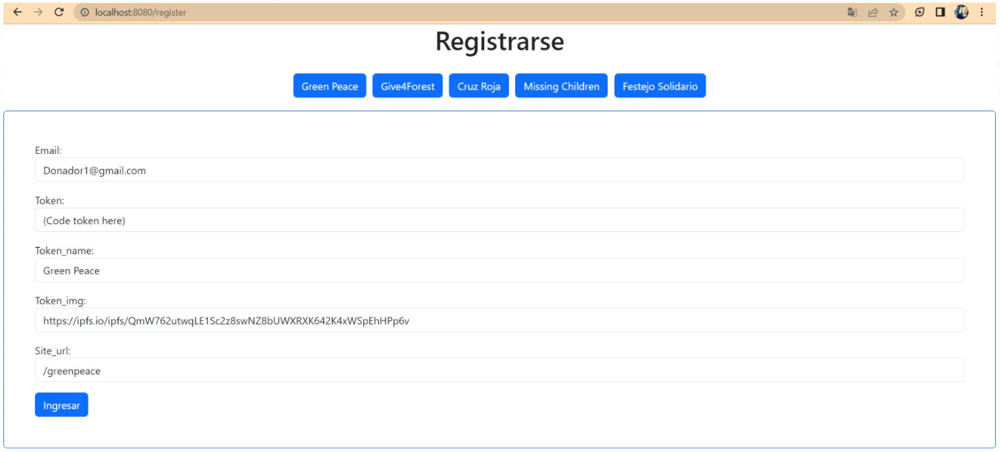 localhost:8080/register
Registrarse
Green Peace Give4Forest Cruz Roja Missing Children Festejo Solidario
Email:
Donador1@gmail.com
Token:
(Code token here)
Token_name:
Green Peace
Token_img:
https://ipfs.io/ipfs/QmW762utwqLE1Sc2z8swNZ8bUWXRXK642K4xWSpEhHPp6v
Site_url:
/greenpeace
Ingresar